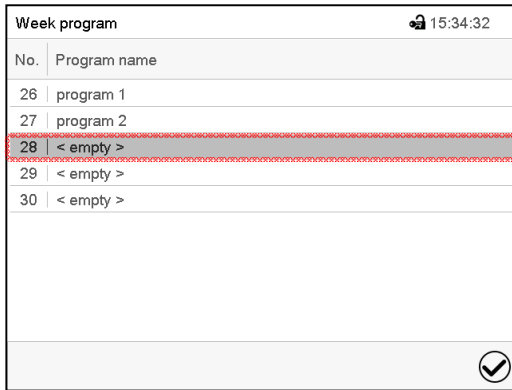 Week program 15:34:32
No. Program name
26 program 1
27 program 2
28 < empty >
29 < empty >
30 < empty >